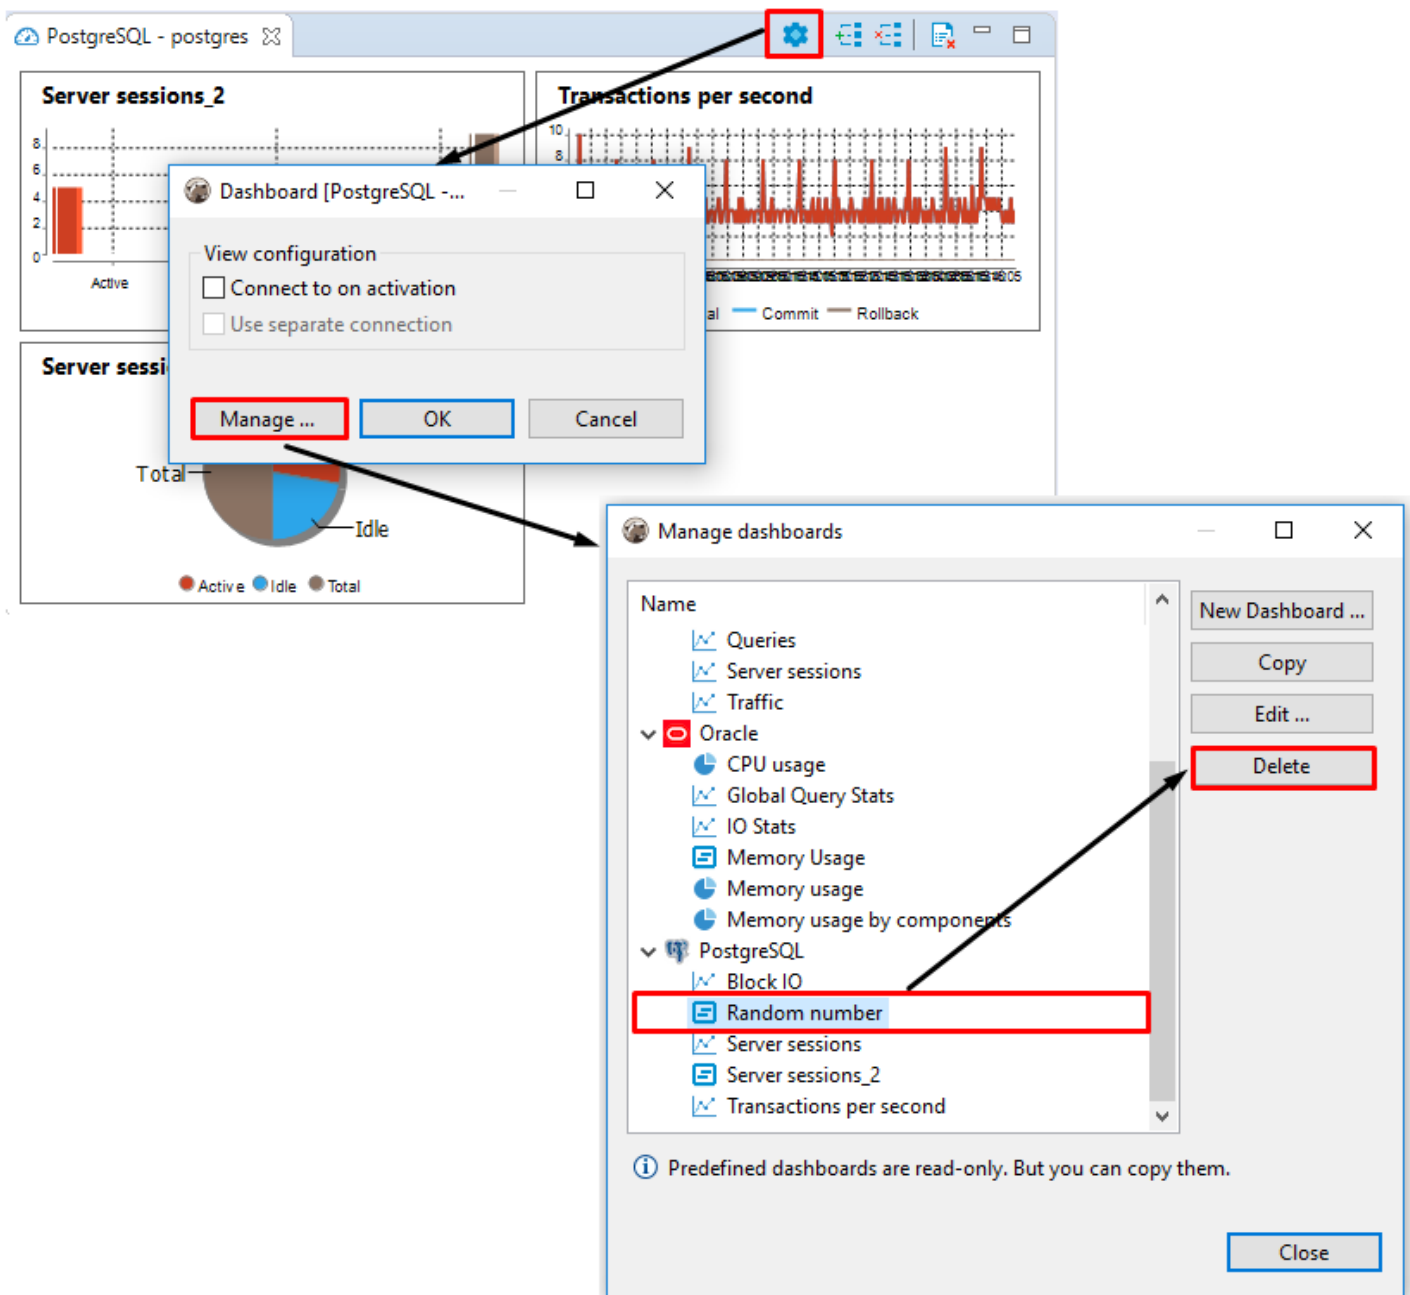 PostgreSQL - postgres
Server sessions_2
8
6
4
2
0
Active
Transactions per second
10
8
Commit
Rollback
Dashboard [PostgreSQL -...
View configuration
Connect to on activation
Use separate connection
Manage ...
OK
Cancel
Server
Total
Idle
Active
Idle
Total
Manage dashboards
Name
Queries
Server sessions
Traffic
Oracle
CPU usage
Global Query Stats
IO Stats
Memory Usage
Memory usage
Memory usage by components
PostgreSQL
Block IO
Random number
Server sessions
Server sessions_2
Transactions per second
New Dashboard ...
Copy
Edit ...
Delete
Predefined dashboards are read-only. But you can copy them.
Close